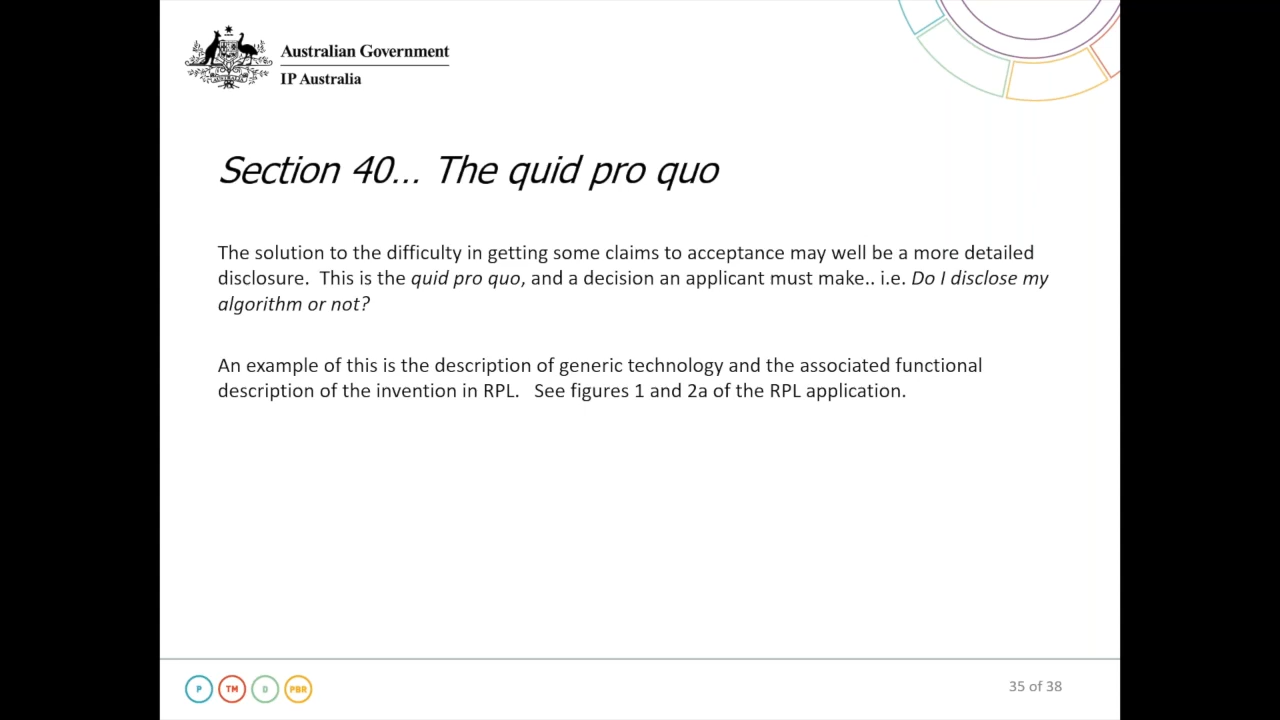 Australian Government
IP Australia
Section 40... The quid pro quo
The solution to the difficulty in getting some claims to acceptance may well be a more detailed
disclosure.  This is the quid pro quo, and a decision an applicant must make.. i.e. Do I disclose my
algorithm or not?
An example of this is the description of generic technology and the associated functional
description of the invention in RPL.   See figures 1 and 2a of the RPL application.
P TM D PBR
35 of 38